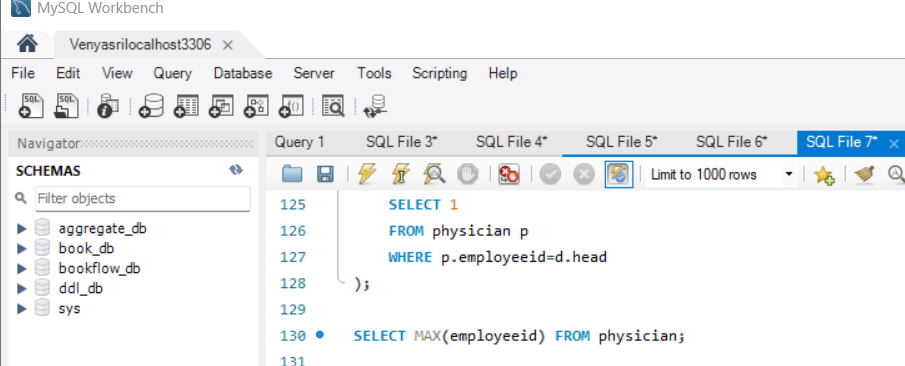 MySQL Workbench
Venyasrilocalhost3306 ×
File Edit View Query Database Server Tools Scripting Help
SQL SQL
Navigator
Query 1 SQL File 3* SQL File 4* SQL File 5* SQL File 6* SQL File 7* ×
SCHEMAS
Limit to 1000 rows
Filter objects
aggregate_db
book_db
bookflow_db
ddl_db
sys
125 SELECT 1
126 FROM physician p
127 WHERE p.employeeid=d.head
128 );
129
130 SELECT MAX(employeeid) FROM physician;
131